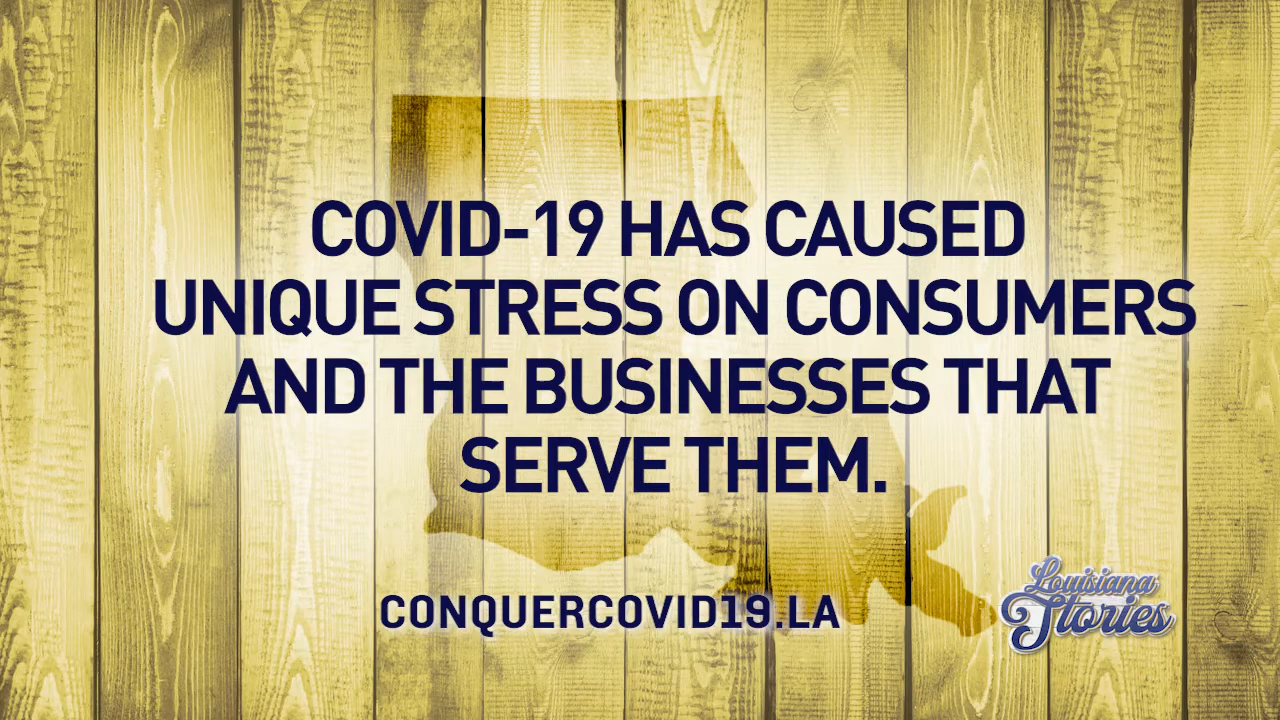 COVID-19 HAS CAUSED
UNIQUE STRESS ON CONSUMERS
AND THE BUSINESSES THAT
SERVE THEM.
CONQUERCOVID19.LA
Louisiana
Stories